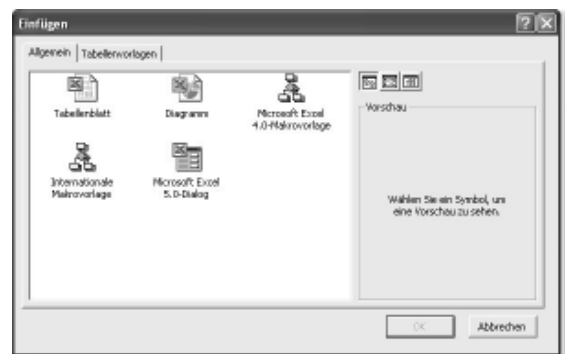 Einfügen
Allgemein
Tabellenvorlagen
Tabellenblatt
Diagramm
Microsoft Excel
4.0-Makrovorlage
Internationale
Makrovorlage
Microsoft Excel
5.0-Dialog
Vorschau
Wählen Sie ein Symbol, um
eine Vorschau zu sehen.
OK
Abbrechen